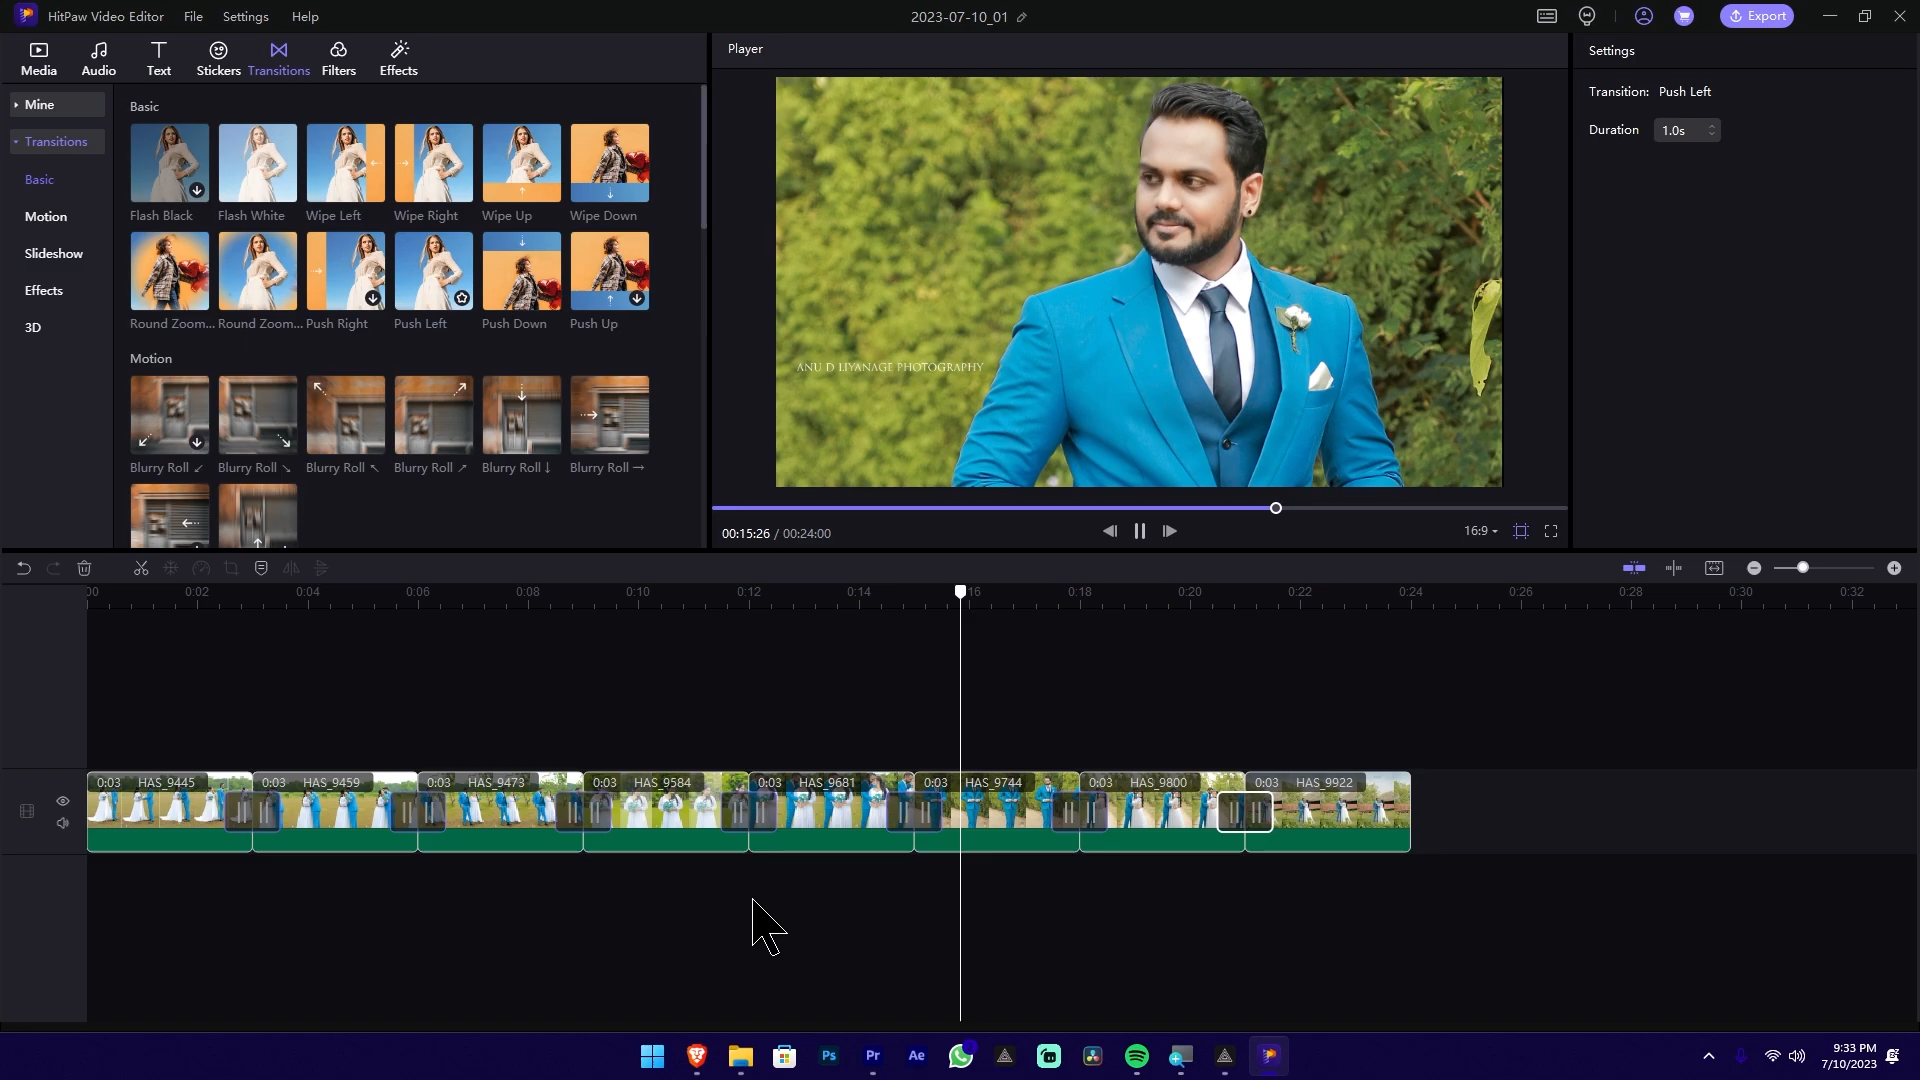 HitPaw Video Editor File Settings Help
2023-07-10_01
Export
Media Audio Text Stickers Transitions Filters Effects
Player
Settings
Mine
Transitions
Basic
Motion
Slideshow
Effects
3D
Basic
Flash Black Flash White Wipe Left Wipe Right Wipe Up Wipe Down
Round Zoom... Round Zoom... Push Right Push Left Push Down Push Up
Motion
Blurry Roll ↙ Blurry Roll ↘ Blurry Roll ↖ Blurry Roll ↗ Blurry Roll ↓ Blurry Roll →
ANU D LIYANAGE PHOTOGRAPHY
00:15:26 / 00:24:00
16:9
Transition: Push Left
Duration 1.0s
00 0:02 0:04 0:06 0:08 0:10 0:12 0:14 16 0:18 0:20 0:22 0:24 0:26 0:28 0:30 0:32
0:03 HAS_9445 0:03 HAS_9459 0:03 HAS_9473 0:03 HAS_9584 0:03 HAS_9681 0:03 HAS_9744 0:03 HAS_9800 0:03 HAS_9922
Ps Pr Ae
9:33 PM
7/10/2023